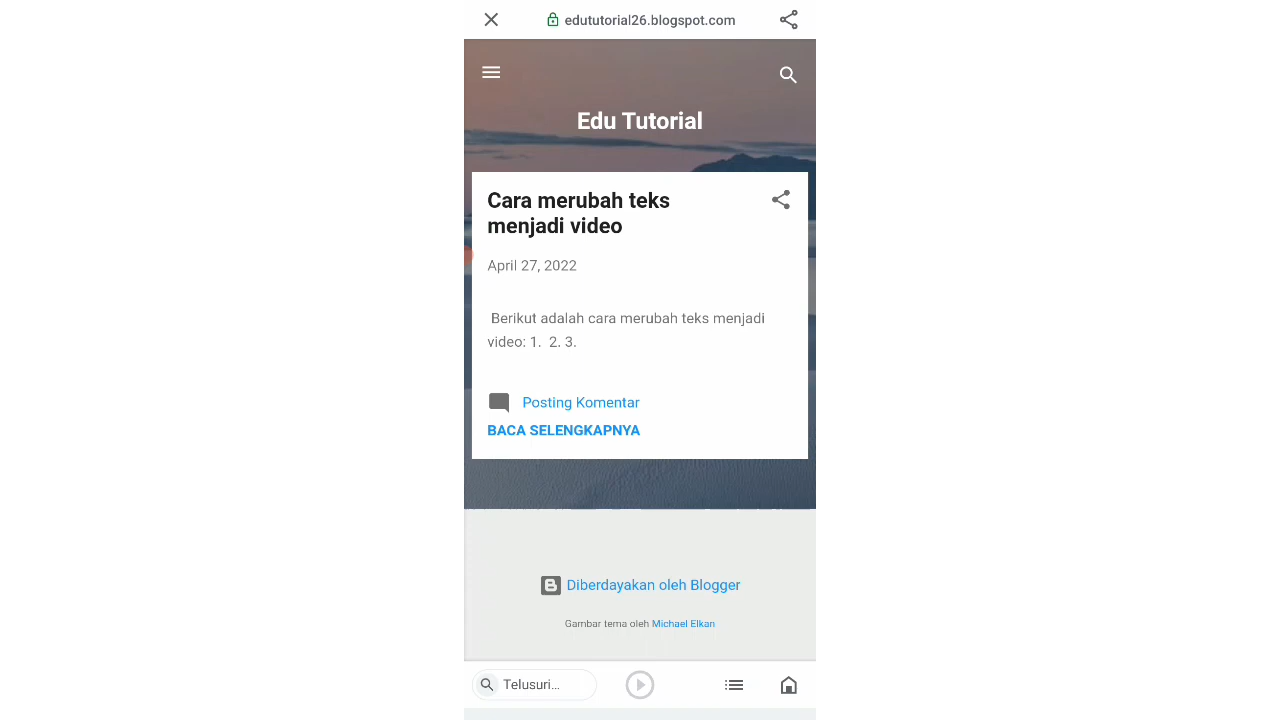 edututorial26.blogspot.com
Edu Tutorial
Cara merubah teks
menjadi video
April 27, 2022
Berikut adalah cara merubah teks menjadi
video: 1.  2. 3.
Posting Komentar
BACA SELENGKAPNYA
Diberdayakan oleh Blogger
Gambar tema oleh Michael Elkan
Telusuri...